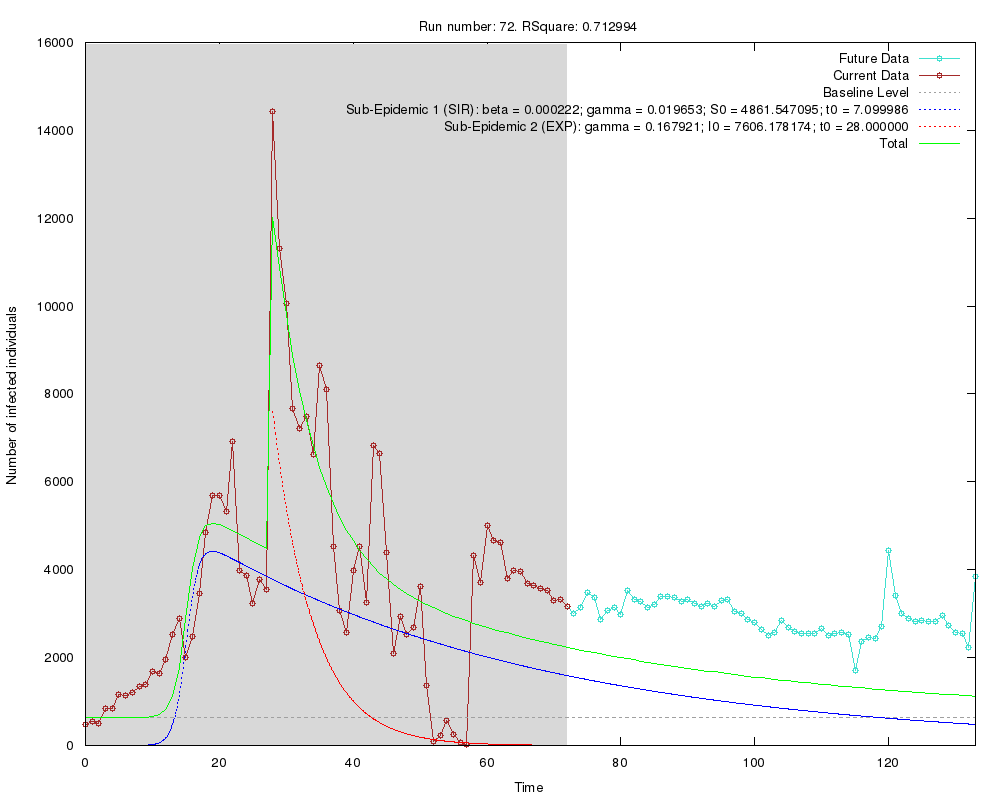 Run number: 72. RSquare: 0.712994
Number of infected individuals
16000
14000
12000
10000
8000
6000
4000
2000
0
Future Data
Current Data
Baseline Level
Sub-Epidemic 1 (SIR): beta = 0.000222; gamma = 0.019653; S0 = 4861.547095; t0 = 7.099986
Sub-Epidemic 2 (EXP): gamma = 0.167921; I0 = 7606.178174; t0 = 28.000000
Total
0 20 40 60 80 100 120
Time